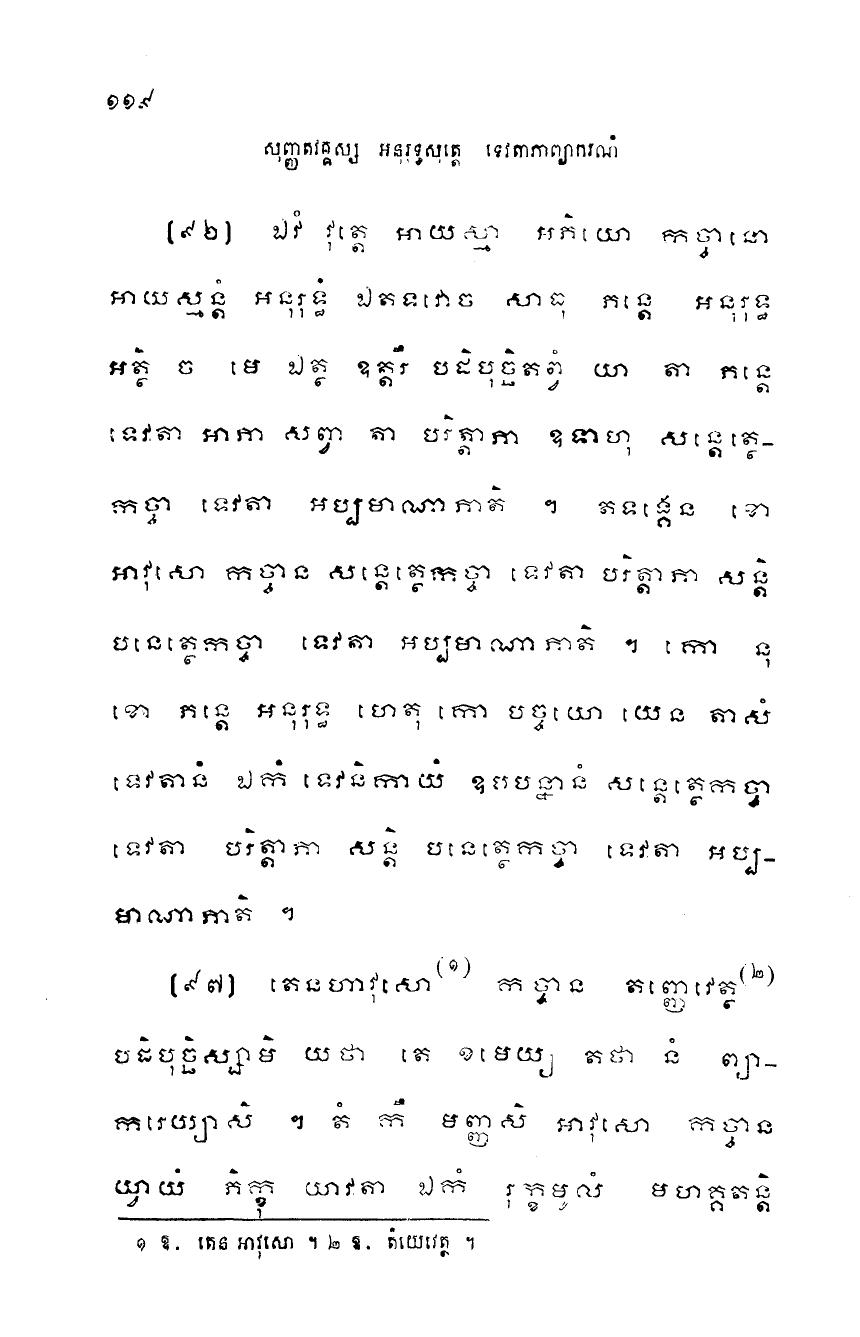 ១១៩
សុញ្ញតវគ្គស្ស អនុរុទ្ធសុត្តេ ទេវតាភាព្យាករណំ
[៩៦] ឯវំ វុត្តេ អាយស្មា អភិយោ កច្ចានោ
អាយស្មន្តំ អនុរុទ្ធំ ឯតទវោច សាធុ ភន្តេ អនុរុទ្ធ
អត្ថិ ច មេ ឯត្ថ ឧត្តរឹ បដិបុច្ឆិតព្វំ យា តា ភន្តេ
ទេវតា អាភា សព្វា តា បរិត្តាភា ឧទាហុ សន្តេត្ថេ-
កច្ចា ទេវតា អប្បមាណាភាតិ ។ តទង្គេន ខោ
អាវុសោ កច្ចាន សន្តេត្ថេកច្ចា ទេវតា បរិត្តាភា សន្តិ
បនេត្ថេកច្ចា ទេវតា អប្បមាណាភាតិ ។ កោ នុ
ខោ ភន្តេ អនុរុទ្ធ ហេតុ កោ បច្ចយោ យេន តាសំ
ទេវតានំ ឯកំ ទេវនិកាយំ ឧបបន្នានំ សន្តេត្ថេកច្ចា
ទេវតា បរិត្តាភា សន្តិ បនេត្ថេកច្ចា ទេវតា អប្ប-
មាណាភាតិ ។
[៩៧] តេនហាវុសោ(១) កច្ចាន តញ្ញេវេត្ថ(២)
បដិបុច្ឆិស្សាមិ យថា តេ ខមេយ្យ តថា នំ ព្យា-
ករេយ្យាសិ ។ តំ កឹ មញ្ញសិ អាវុសោ កច្ចាន
យ្វាយំ ភិក្ខុ យាវតា ឯកំ រុក្ខមូលំ មហគ្គតន្តិ
១ ឱ. តេន អាវុសោ ។ ២ ឱ. តំយេវេត្ថ ។